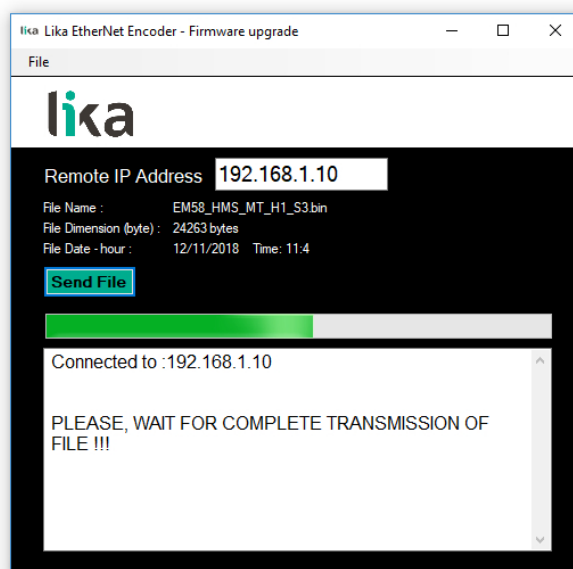 lika Lika EtherNet Encoder - Firmware upgrade
File
lika
Remote IP Address 192.168.1.10
File Name : EM58_HMS_MT_H1_S3.bin
File Dimension (byte) : 24263 bytes
File Date - hour : 12/11/2018 Time: 11:4
Send File
Connected to :192.168.1.10
PLEASE, WAIT FOR COMPLETE TRANSMISSION OF
FILE !!!